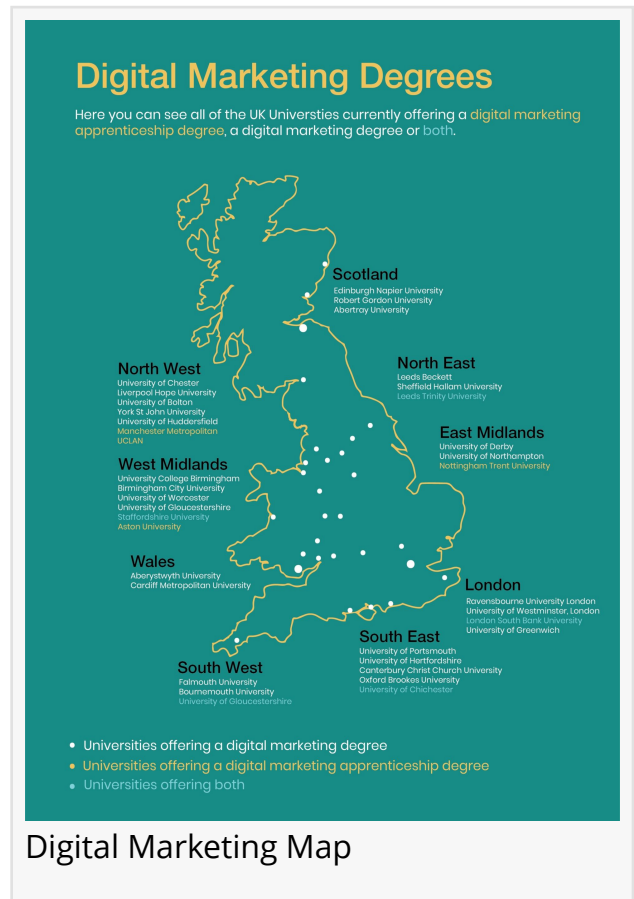 Digital Marketing Degrees
Here you can see all of the UK Universties currently offering a digital marketing
apprenticeship degree, a digital marketing degree or both.
Scotland
Edinburgh Napier University
Robert Gordon University
Abertray University
North West
University of Chester
Liverpool Hope University
University of Bolton
York St John University
University of Huddersfield
Manchester Metropolitan
UCLAN
North East
Leeds Beckett
Sheffield Hallam University
Leeds Trinity University
East Midlands
University of Derby
University of Northampton
Nottingham Trent University
West Midlands
University College Birmingham
Birmingham City University
University of Worcester
University of Gloucestershire
Staffordshire University
Aston University
Wales
Aberystwyth University
Cardiff Metropolitan University
London
Ravensbourne University London
University of Westminster, London
London South Bank University
University of Greenwich
South East
University of Portsmouth
University of Hertfordshire
Canterbury Christ Church University
Oxford Brookes University
University of Chichester
South West
Falmouth University
Bournemouth University
University of Gloucestershire
Universities offering a digital marketing degree
Universities offering a digital marketing apprenticeship degree
Universities offering both
Digital Marketing Map